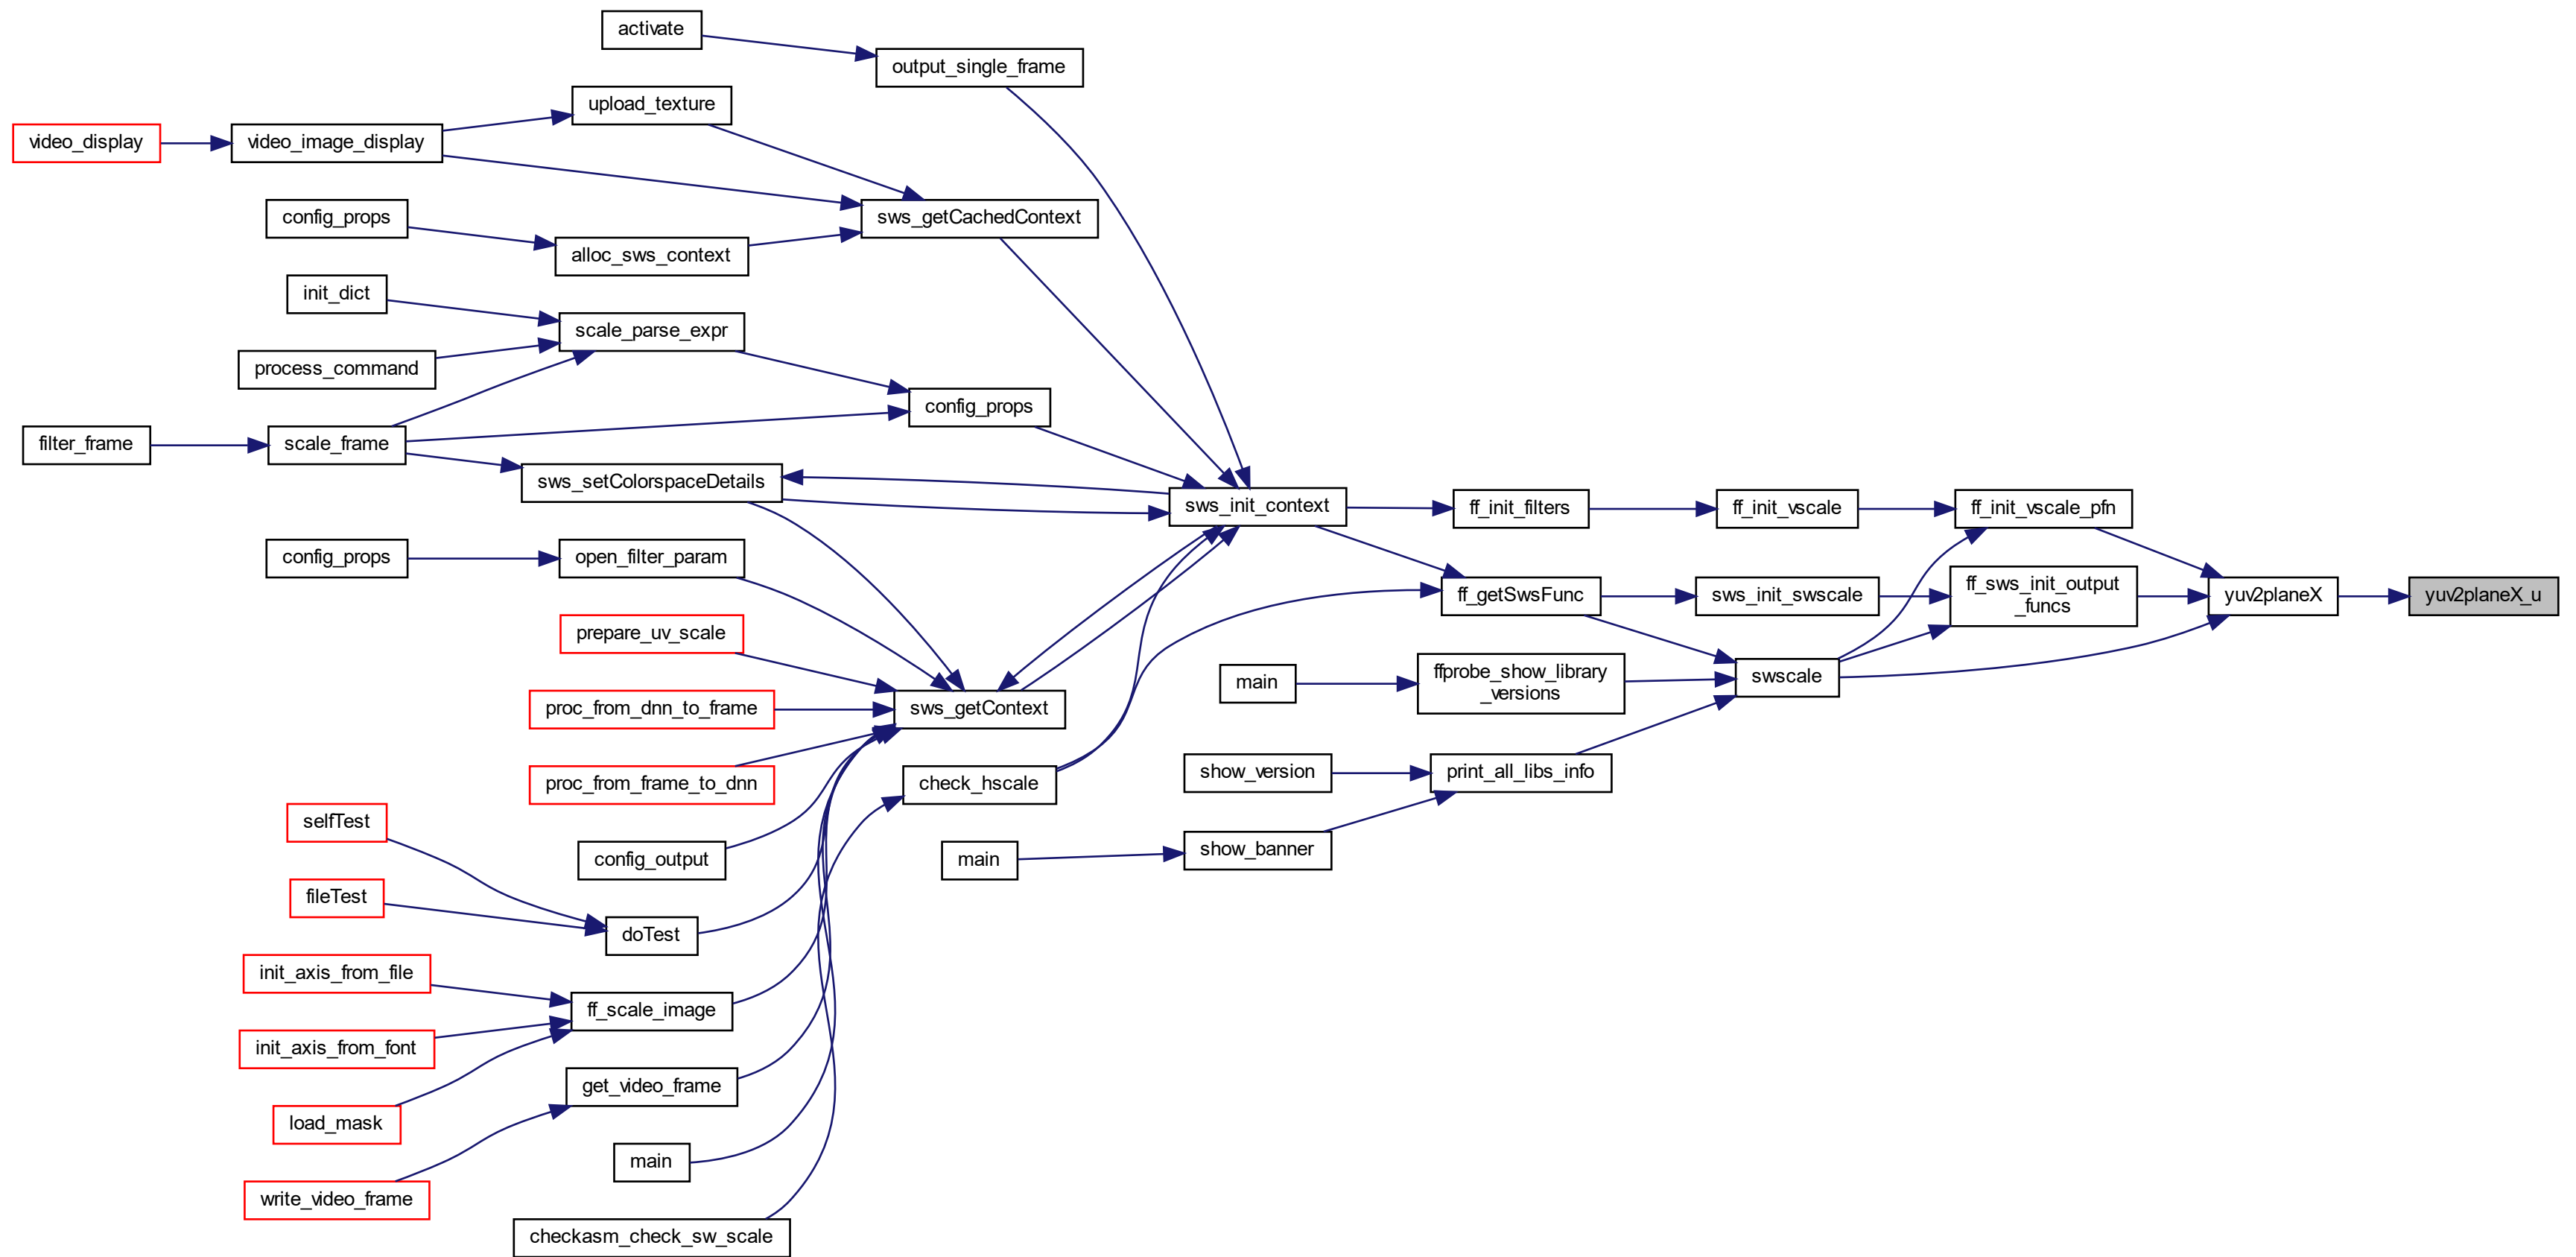 activate
output_single_frame
upload_texture
video_display
video_image_display
config_props
sws_getCachedContext
alloc_sws_context
init_dict
scale_parse_expr
process_command
config_props
filter_frame
scale_frame
sws_setColorspaceDetails
sws_init_context
ff_init_filters
ff_init_vscale
ff_init_vscale_pfn
config_props
open_filter_param
ff_getSwsFunc
sws_init_swscale
ff_sws_init_output
_funcs
yuv2planeX
yuv2planeX_u
prepare_uv_scale
main
ffprobe_show_library
_versions
swscale
proc_from_dnn_to_frame
sws_getContext
proc_from_frame_to_dnn
check_hscale
show_version
print_all_libs_info
selfTest
config_output
main
show_banner
fileTest
doTest
init_axis_from_file
ff_scale_image
init_axis_from_font
get_video_frame
load_mask
main
write_video_frame
checkasm_check_sw_scale